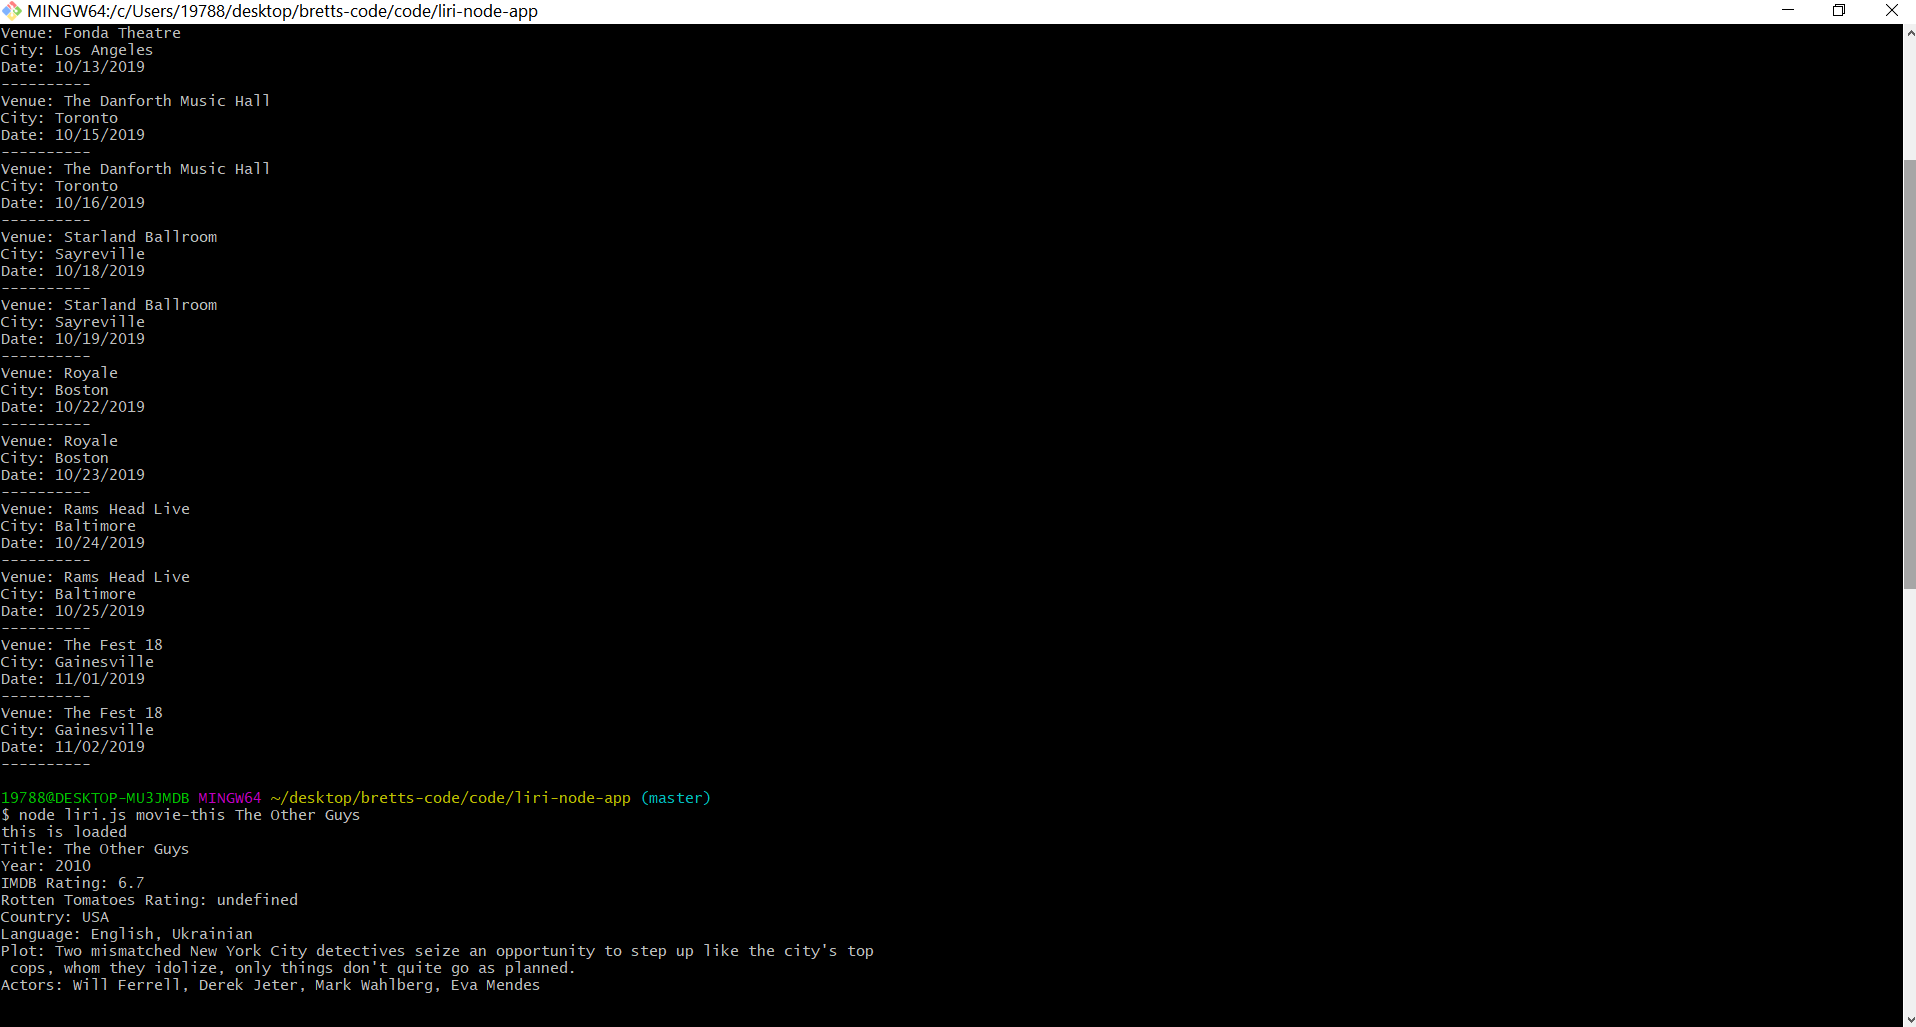 MINGW64:/c/Users/19788/desktop/bretts-code/code/liri-node-app
Venue: Fonda Theatre
City: Los Angeles
Date: 10/13/2019
----------
Venue: The Danforth Music Hall
City: Toronto
Date: 10/15/2019
----------
Venue: The Danforth Music Hall
City: Toronto
Date: 10/16/2019
----------
Venue: Starland Ballroom
City: Sayreville
Date: 10/18/2019
----------
Venue: Starland Ballroom
City: Sayreville
Date: 10/19/2019
----------
Venue: Royale
City: Boston
Date: 10/22/2019
----------
Venue: Royale
City: Boston
Date: 10/23/2019
----------
Venue: Rams Head Live
City: Baltimore
Date: 10/24/2019
----------
Venue: Rams Head Live
City: Baltimore
Date: 10/25/2019
----------
Venue: The Fest 18
City: Gainesville
Date: 11/01/2019
----------
Venue: The Fest 18
City: Gainesville
Date: 11/02/2019
----------
19788@DESKTOP-MU3JMDB MINGW64 ~/desktop/bretts-code/code/liri-node-app (master)
$ node liri.js movie-this The Other Guys
this is loaded
Title: The Other Guys
Year: 2010
IMDB Rating: 6.7
Rotten Tomatoes Rating: undefined
Country: USA
Language: English, Ukrainian
Plot: Two mismatched New York City detectives seize an opportunity to step up like the city's top
 cops, whom they idolize, only things don't quite go as planned.
Actors: Will Ferrell, Derek Jeter, Mark Wahlberg, Eva Mendes